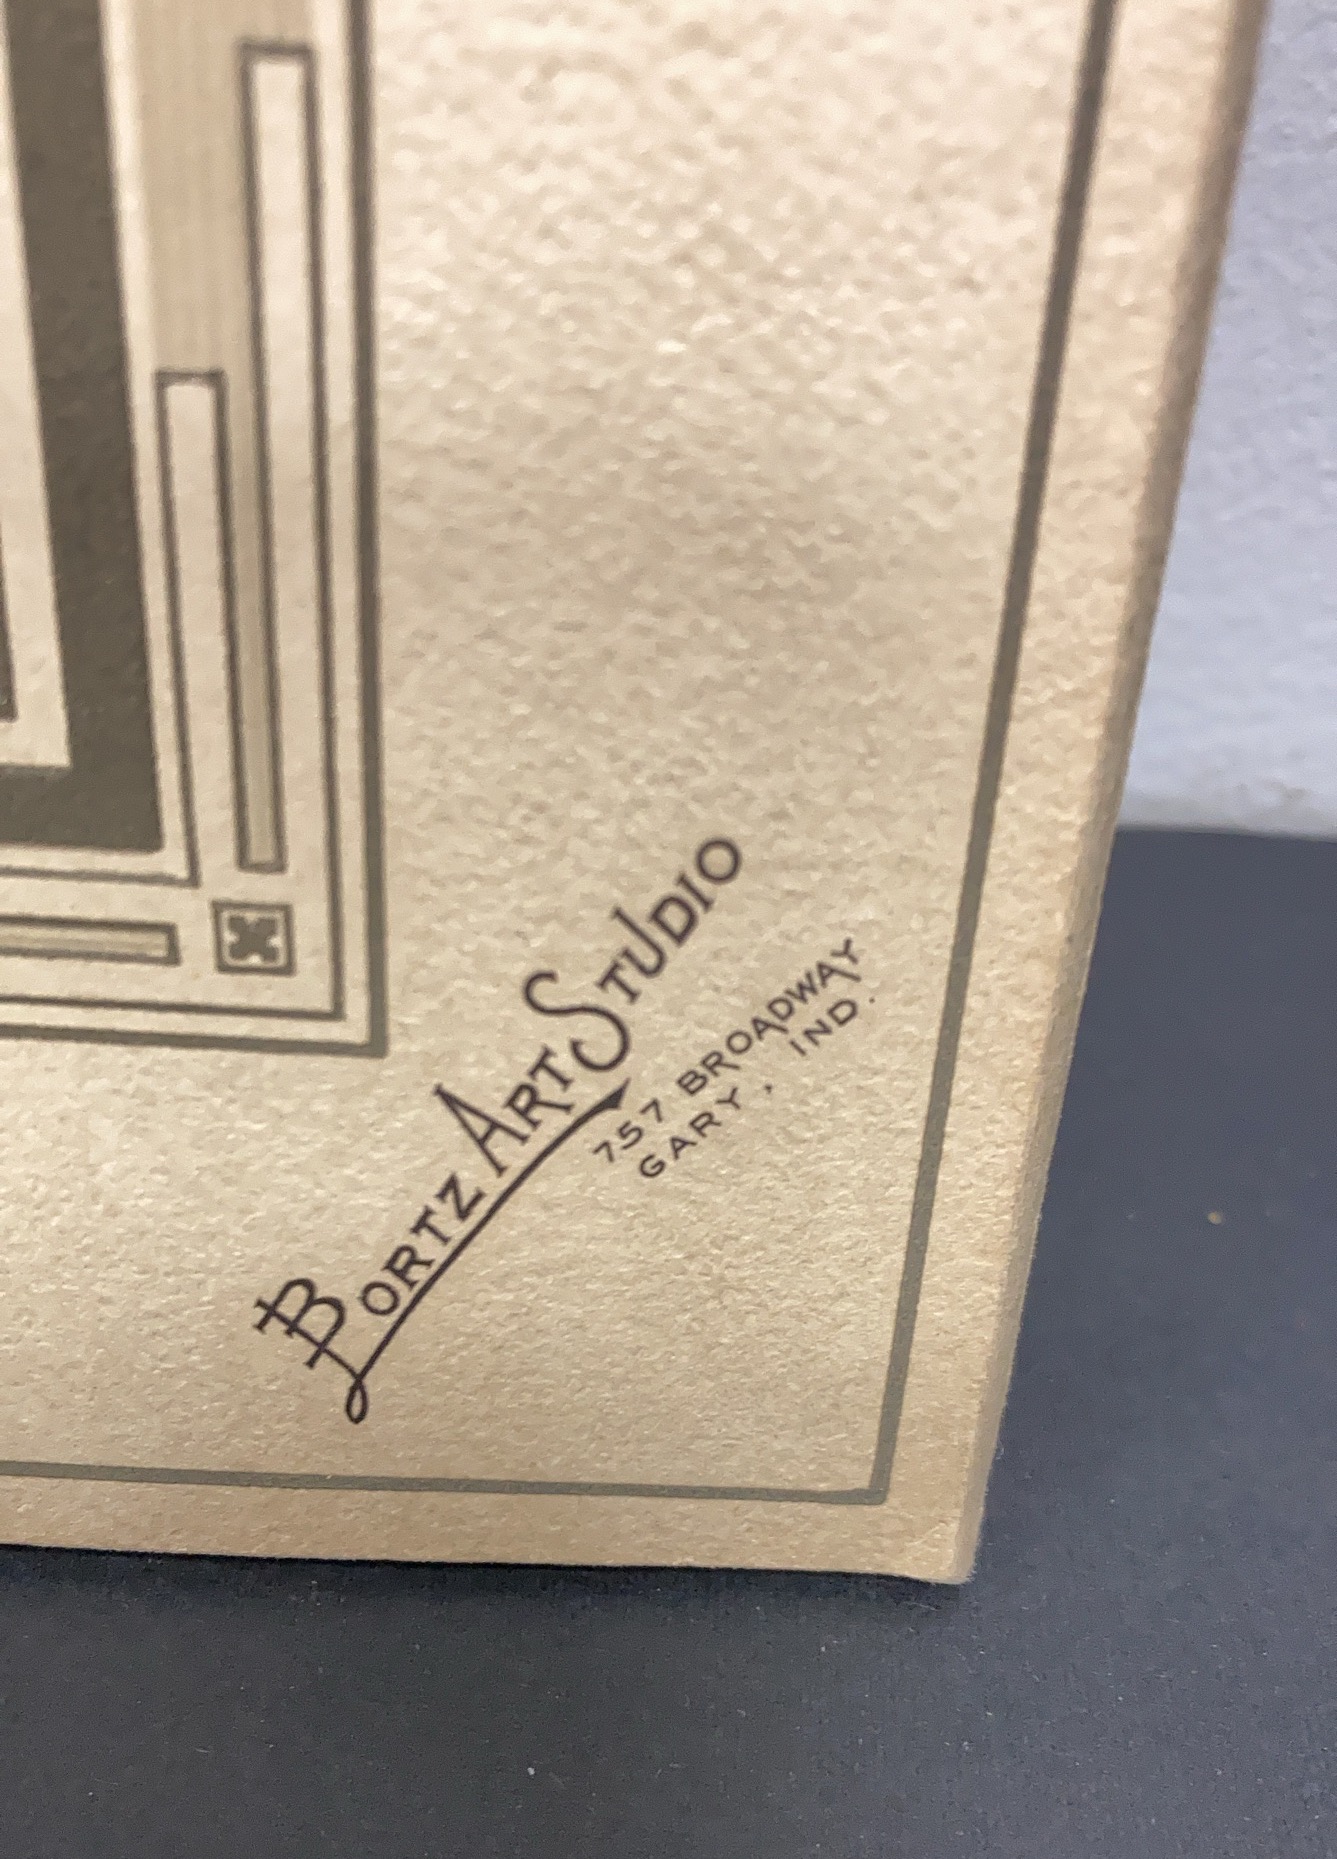 Bortz Art Studio
757 BROADWAY
GARY, IND.